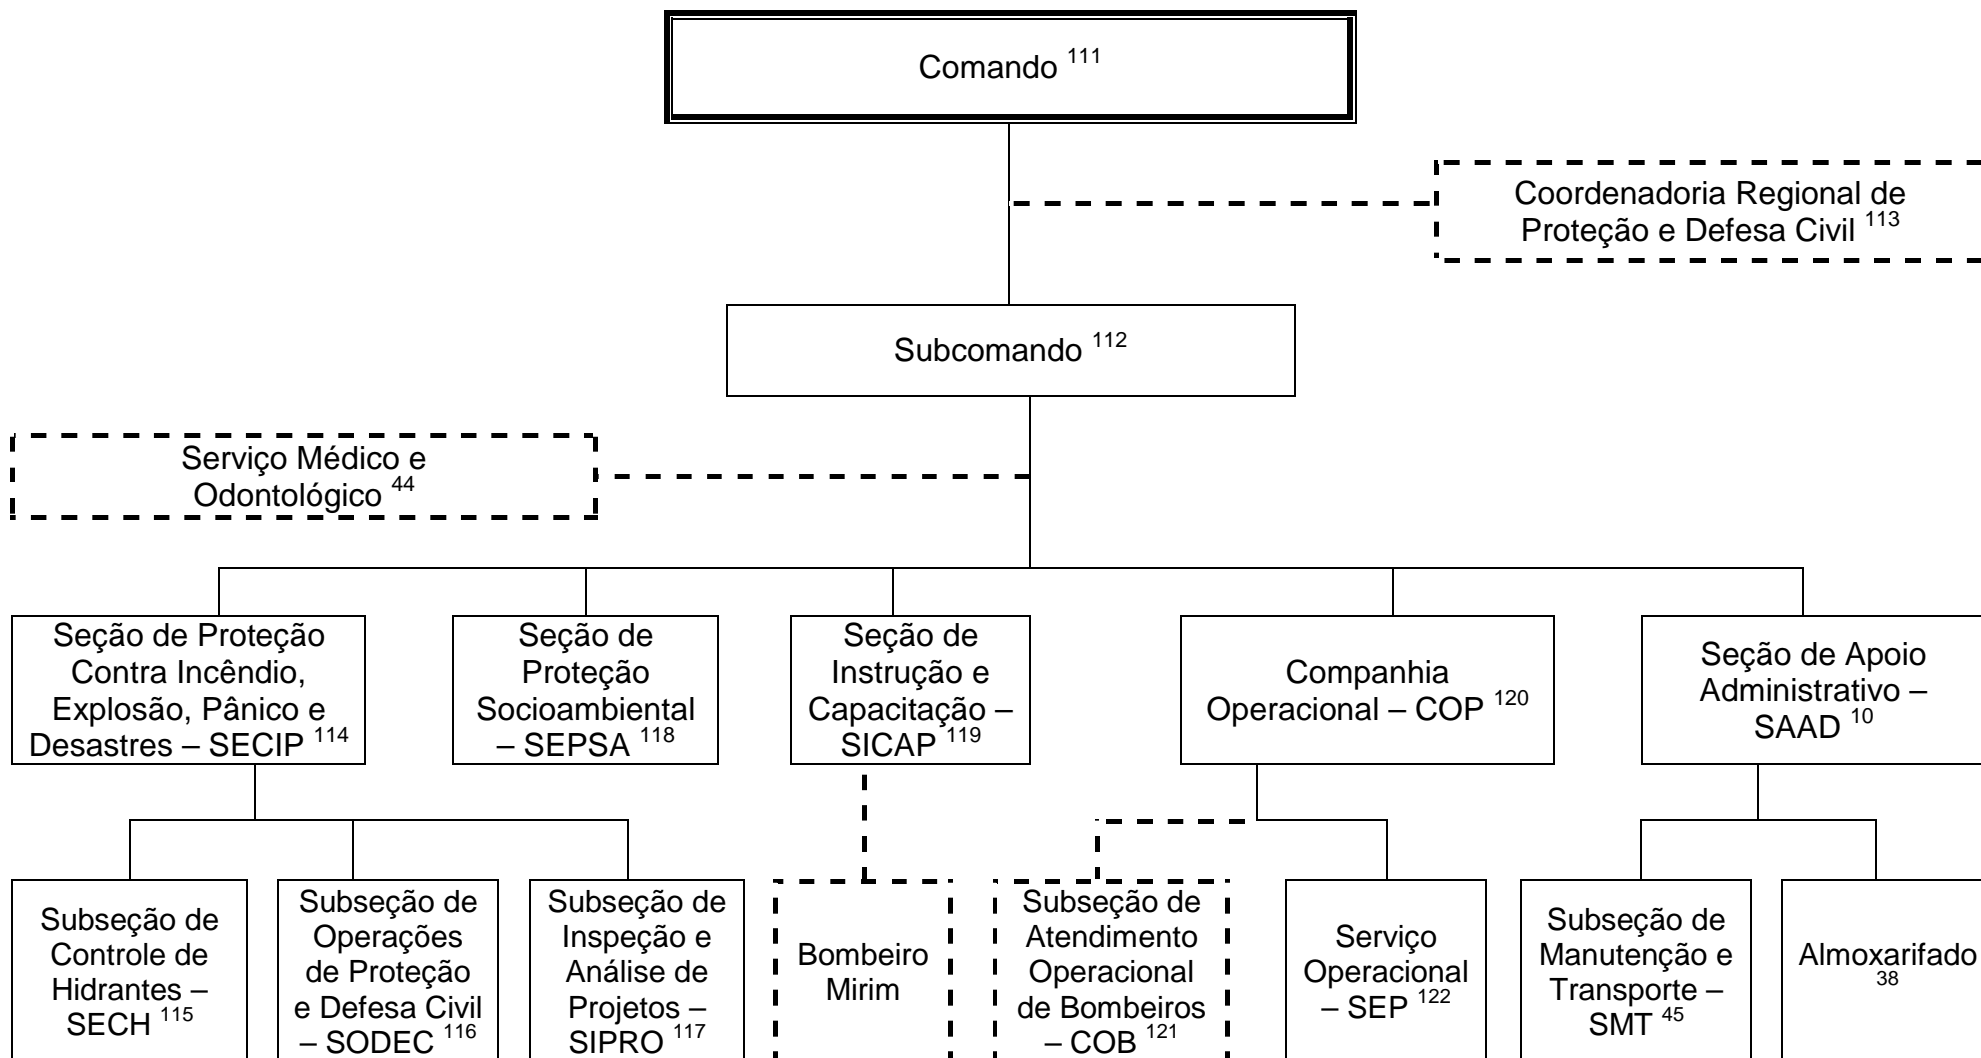 Comando 111
Coordenadoria Regional de
Proteção e Defesa Civil 113
Subcomando 112
Serviço Médico e
Odontológico 44
Seção de Proteção
Contra Incêndio,
Explosão, Pânico e
Desastres – SECIP 114
Seção de
Proteção
Socioambiental
– SEPSA 118
Seção de
Instrução e
Capacitação –
SICAP 119
Companhia
Operacional – COP 120
Seção de Apoio
Administrativo –
SAAD 10
Subseção de
Controle de
Hidrantes –
SECH 115
Subseção de
Operações
de Proteção
e Defesa Civil
– SODEC 116
Subseção de
Inspeção e
Análise de
Projetos –
SIPRO 117
Bombeiro
Mirim
Subseção de
Atendimento
Operacional
de Bombeiros
– COB 121
Serviço
Operacional
– SEP 122
Subseção de
Manutenção e
Transporte –
SMT 45
Almoxarifado
38